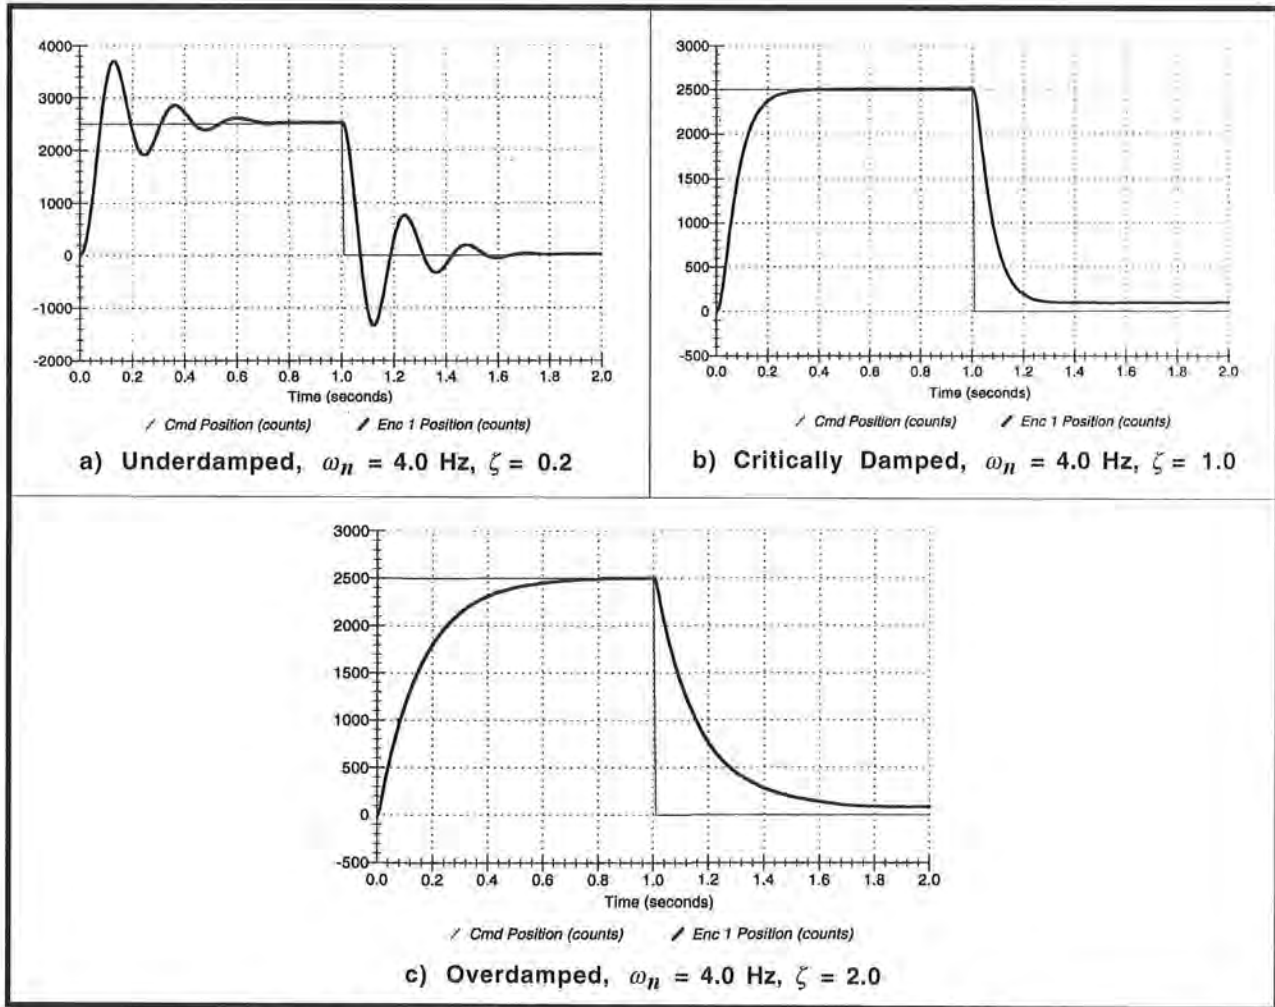 4000
3000
2000
1000
0
-1000
-2000
0.0 0.2 0.4 0.6 0.8 1.0 1.2 1.4 1.6 1.8 2.0
Time (seconds)
Cmd Position (counts) Enc 1 Position (counts)
a) Underdamped, ωn = 4.0 Hz, ζ = 0.2
3000
2500
2000
1500
1000
500
0
-500
0.0 0.2 0.4 0.6 0.8 1.0 1.2 1.4 1.6 1.8 2.0
Time (seconds)
Cmd Position (counts) Enc 1 Position (counts)
b) Critically Damped, ωn = 4.0 Hz, ζ = 1.0
3000
2500
2000
1500
1000
500
0
-500
0.0 0.2 0.4 0.6 0.8 1.0 1.2 1.4 1.6 1.8 2.0
Time (seconds)
Cmd Position (counts) Enc 1 Position (counts)
c) Overdamped, ωn = 4.0 Hz, ζ = 2.0